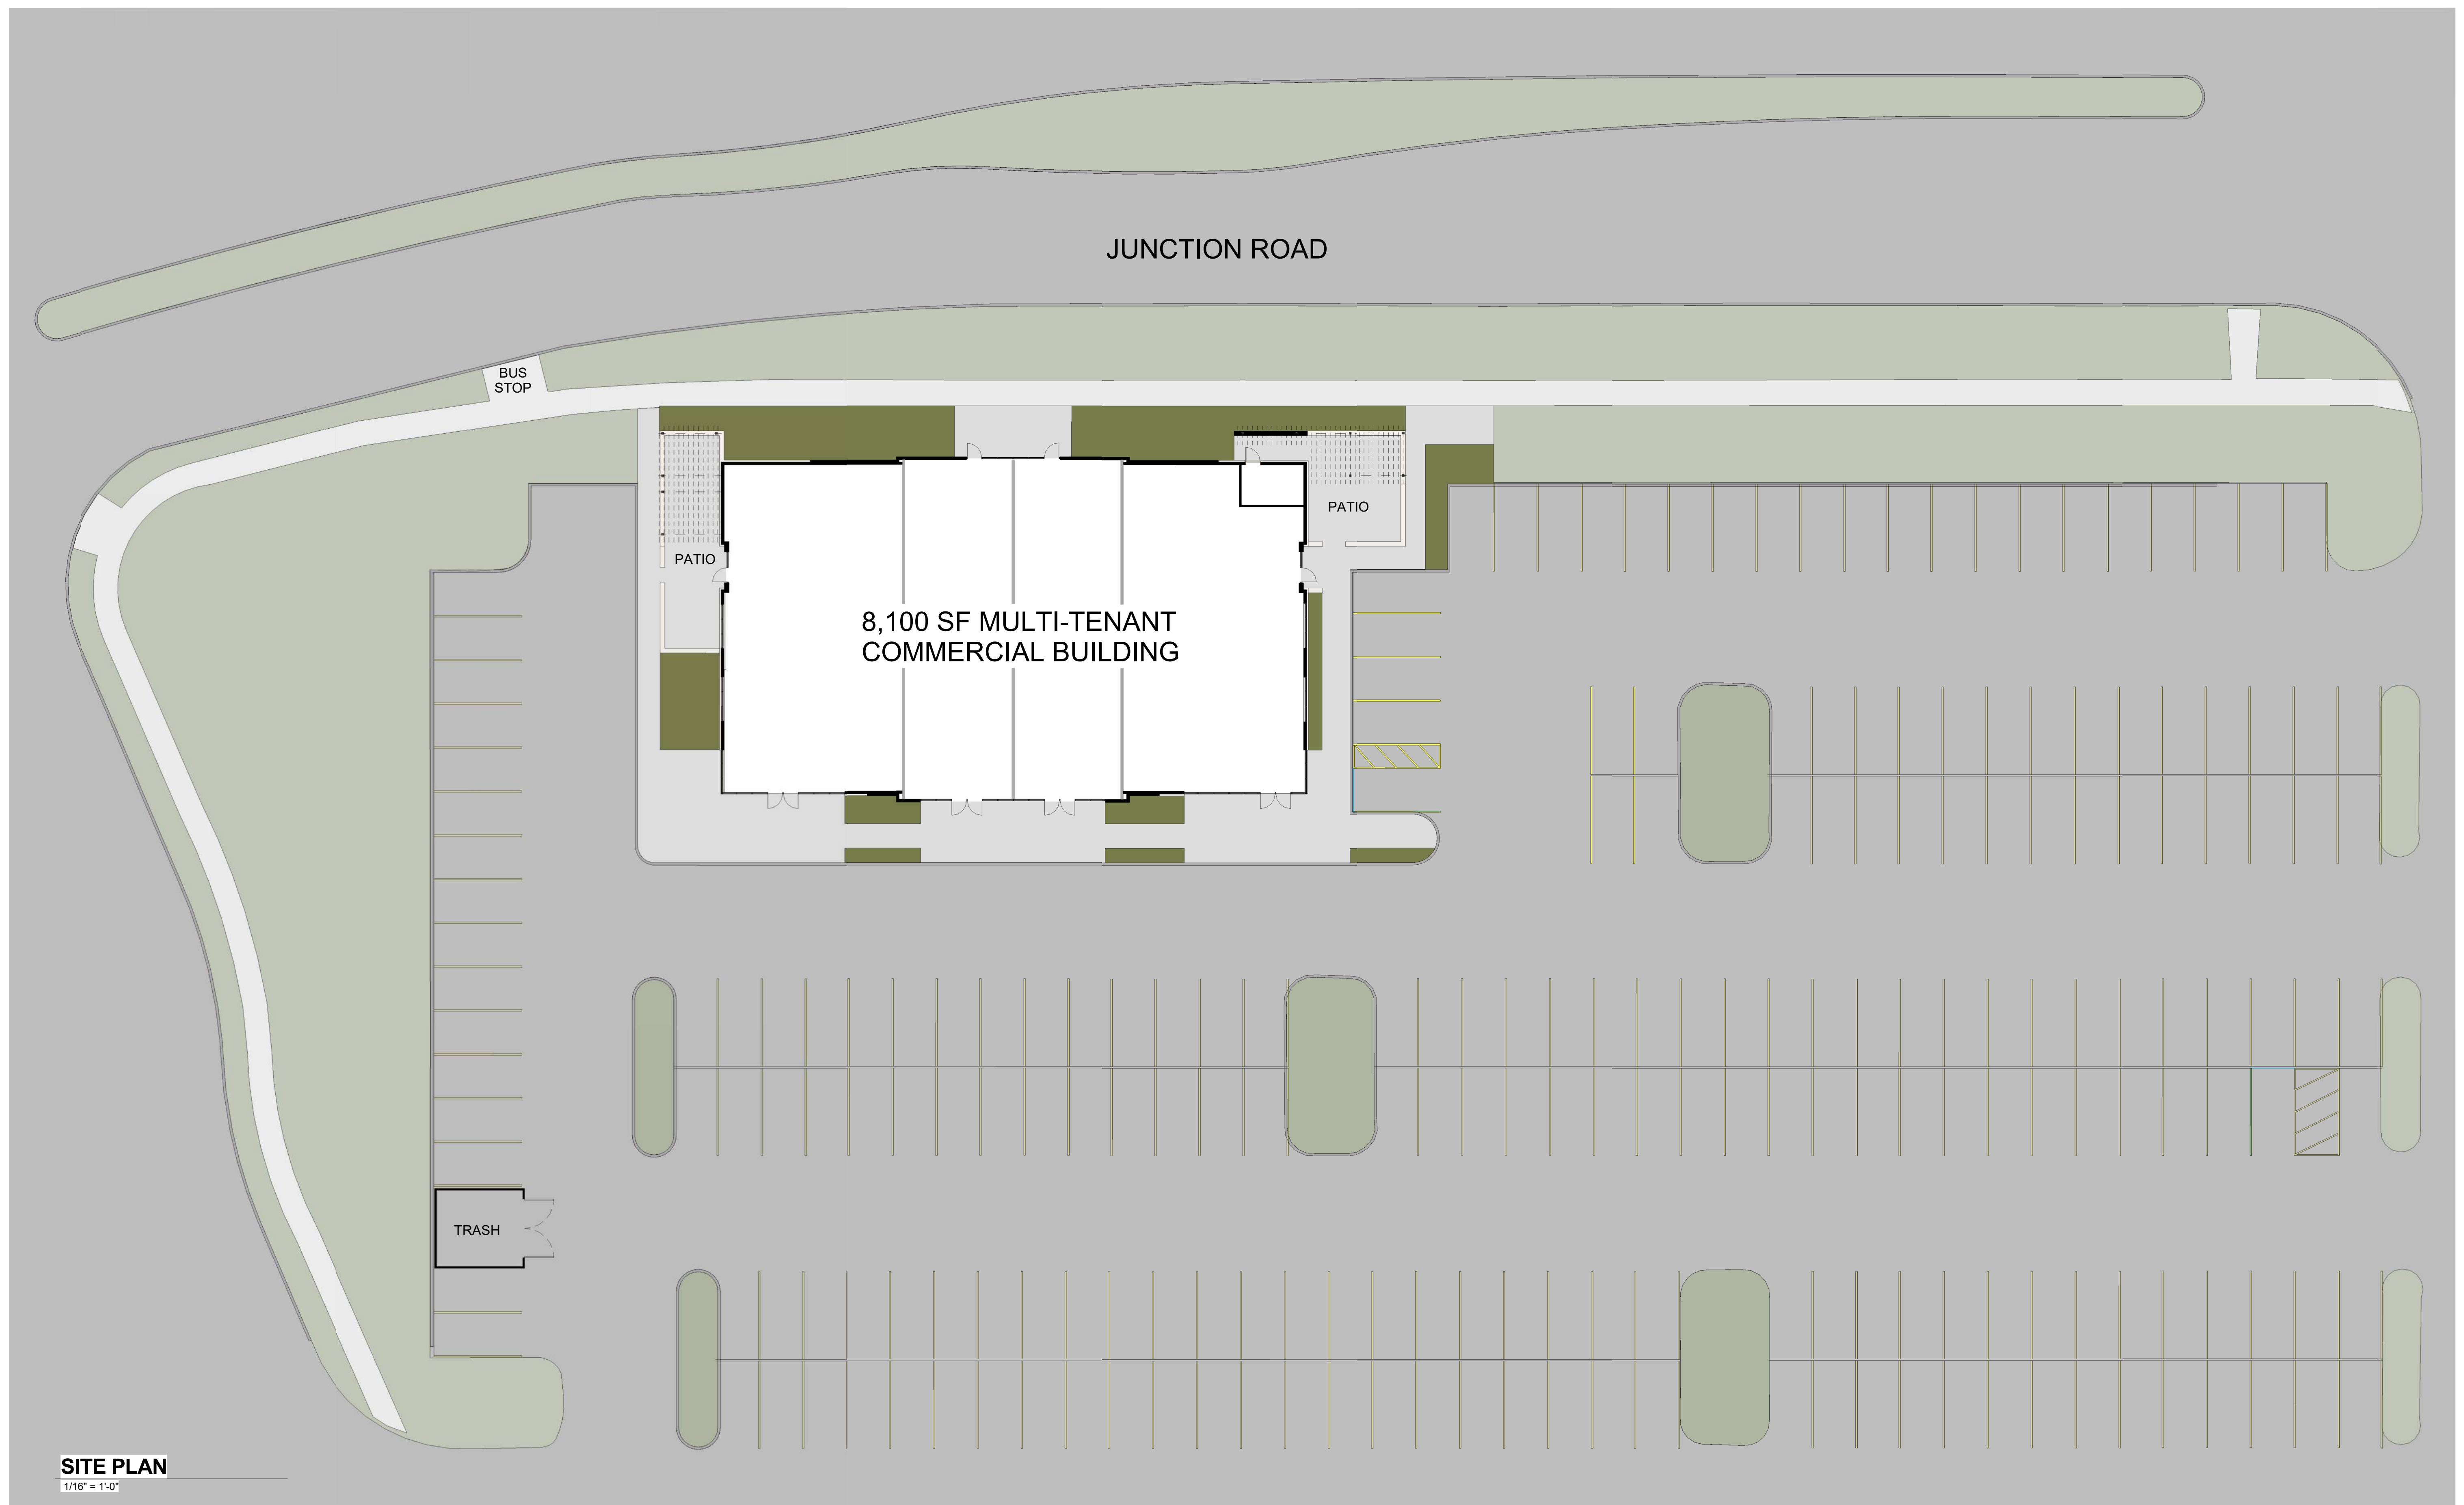 JUNCTION ROAD
BUS
STOP
PATIO
PATIO
8,100 SF MULTI-TENANT
COMMERCIAL BUILDING
TRASH
SITE PLAN
1/16" = 1'-0"